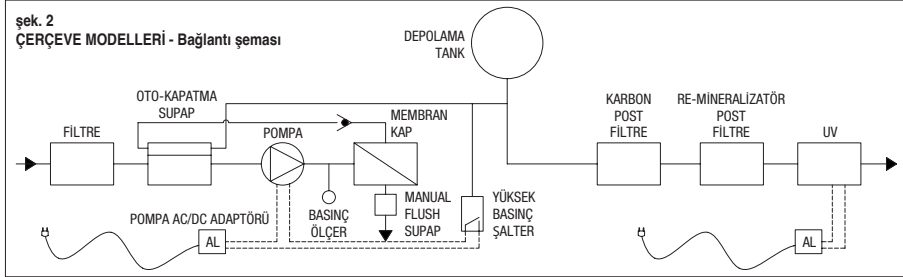 şek. 2
ÇERÇEVE MODELLERİ - Bağlantı şeması
DEPOLAMA
TANK
OTO-KAPATMA
SUPAP
FİLTRE
POMPA
MEMBRAN
KAP
KARBON
POST
FİLTRE
RE-MİNERALİZATÖR
POST
FİLTRE
UV
BASINÇ
ÖLÇER
MANUAL
FLUSH
SUPAP
YÜKSEK
BASINÇ
ŞALTER
POMPA AC/DC ADAPTÖRÜ
AL
AL